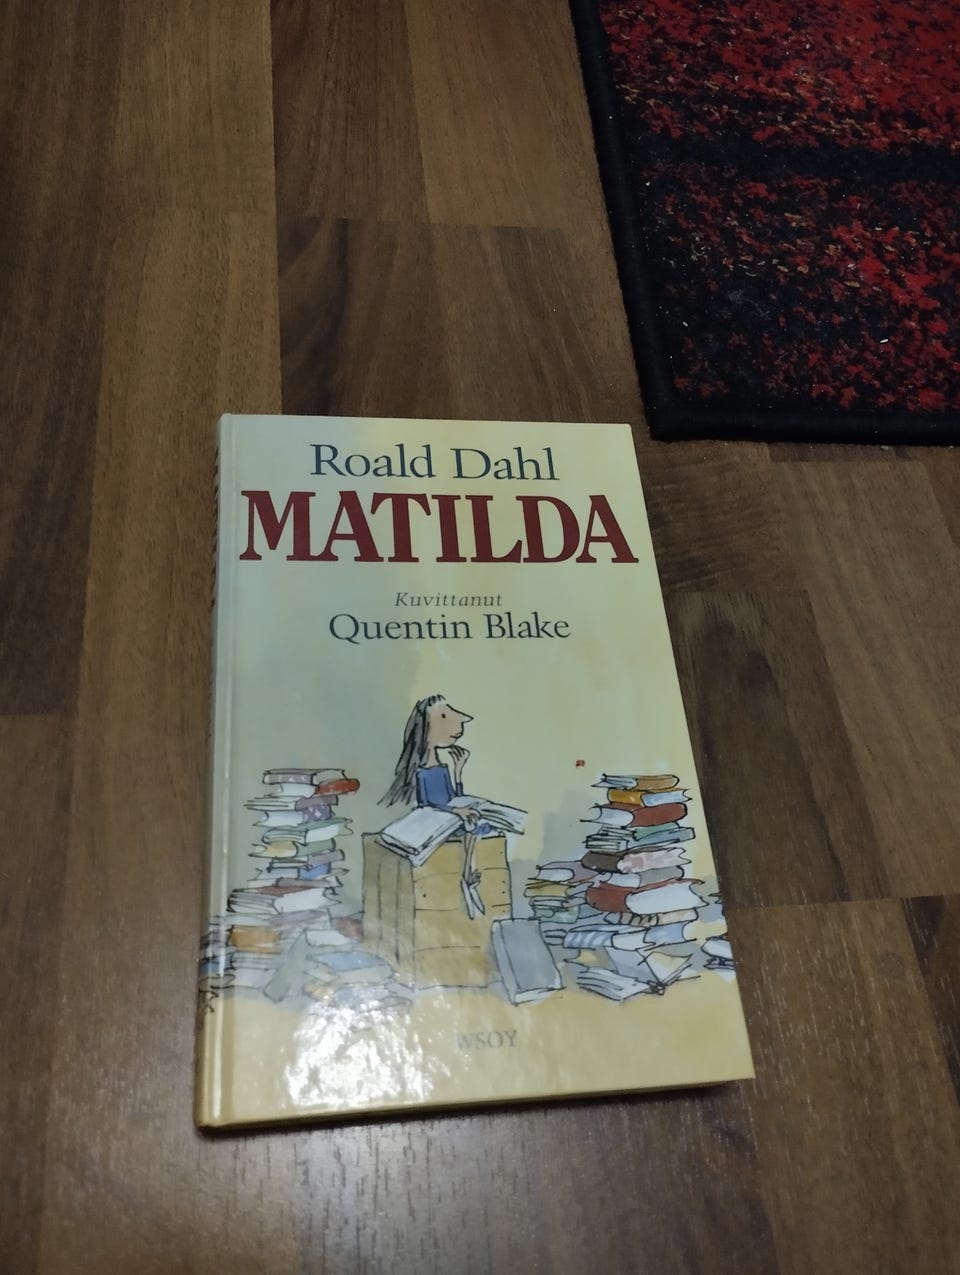 Roald Dahl
MATILDA
Kuvittanut
Quentin Blake
WSOY